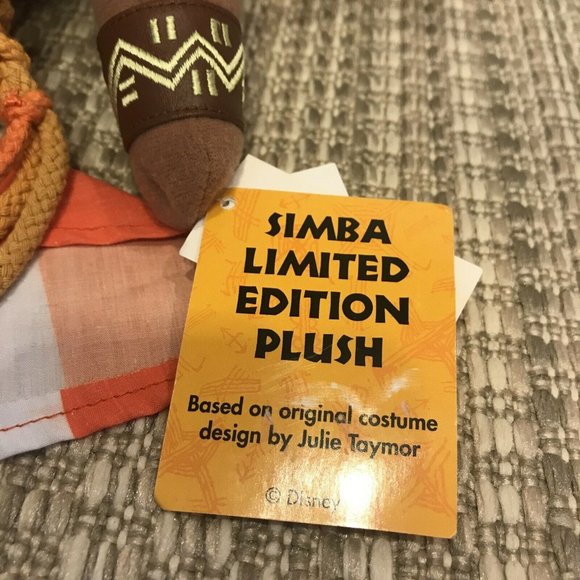 SIMBA
LIMITED
EDITION
PLUSH
Based on original costume
design by Julie Taymor
© Disney